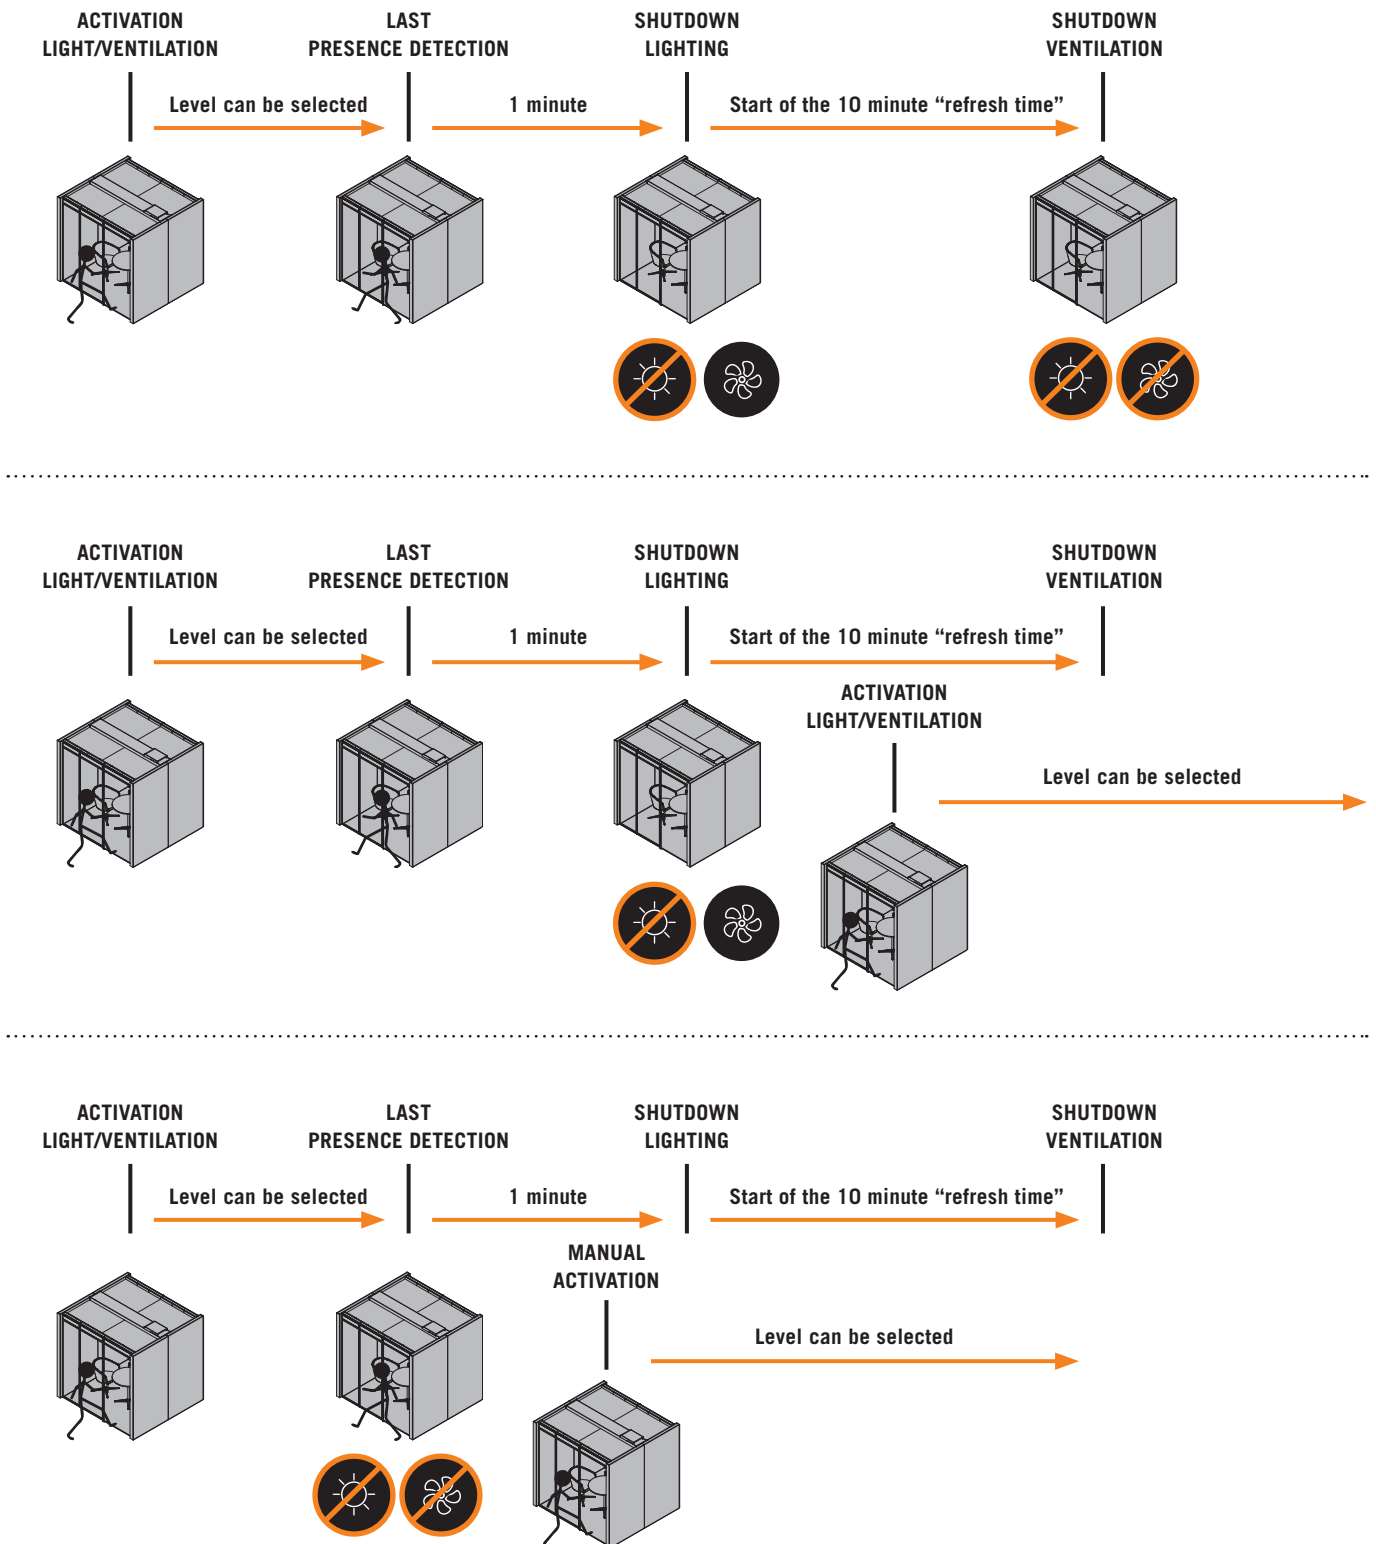 ACTIVATION
LIGHT/VENTILATION
LAST
PRESENCE DETECTION
SHUTDOWN
LIGHTING
SHUTDOWN
VENTILATION
Level can be selected
1 minute
Start of the 10 minute “refresh time”
ACTIVATION
LIGHT/VENTILATION
LAST
PRESENCE DETECTION
SHUTDOWN
LIGHTING
SHUTDOWN
VENTILATION
Level can be selected
1 minute
Start of the 10 minute “refresh time”
ACTIVATION
LIGHT/VENTILATION
Level can be selected
ACTIVATION
LIGHT/VENTILATION
LAST
PRESENCE DETECTION
SHUTDOWN
LIGHTING
SHUTDOWN
VENTILATION
Level can be selected
1 minute
Start of the 10 minute “refresh time”
MANUAL
ACTIVATION
Level can be selected